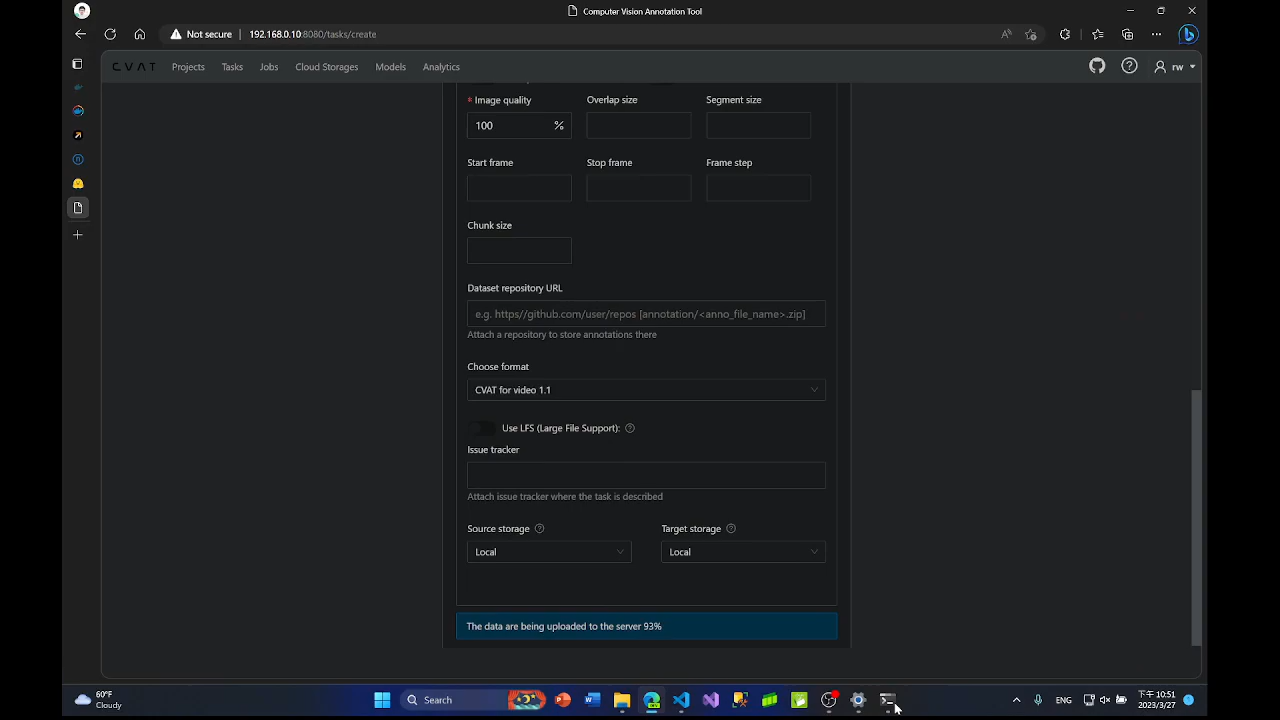 Computer Vision Annotation Tool
Not secure 192.168.0.10:8080/tasks/create
CVAT Projects Tasks Jobs Cloud Storages Models Analytics rw
* Image quality Overlap size Segment size
100 %
Start frame Stop frame Frame step
Chunk size
Dataset repository URL
e.g. https//github.com/user/repos [annotation/<anno_file_name>.zip]
Attach a repository to store annotations there
Choose format
CVAT for video 1.1
Use LFS (Large File Support):
Issue tracker
Attach issue tracker where the task is described
Source storage Target storage
Local Local
The data are being uploaded to the server 93%
60°F
Cloudy
Search
ENG
下午 10:51
2023/3/27